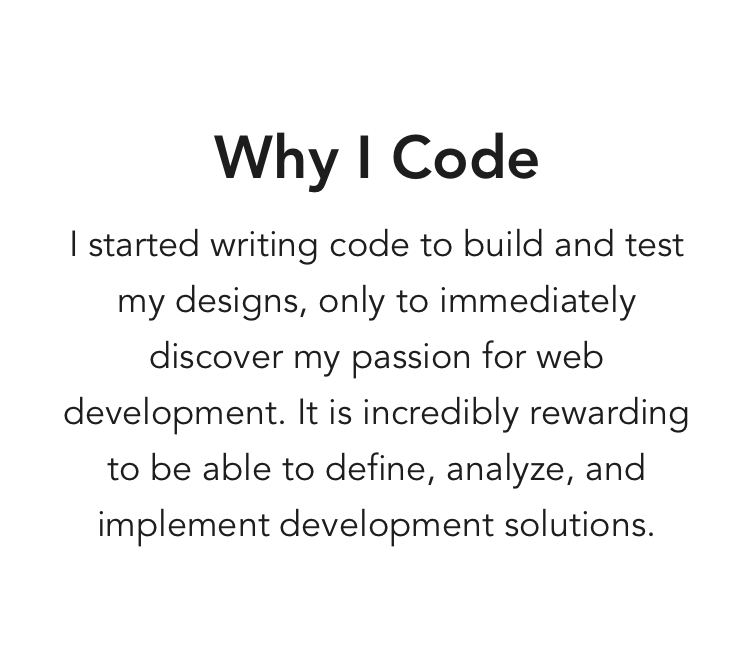 Why I Code
I started writing code to build and test
my designs, only to immediately
discover my passion for web
development. It is incredibly rewarding
to be able to define, analyze, and
implement development solutions.